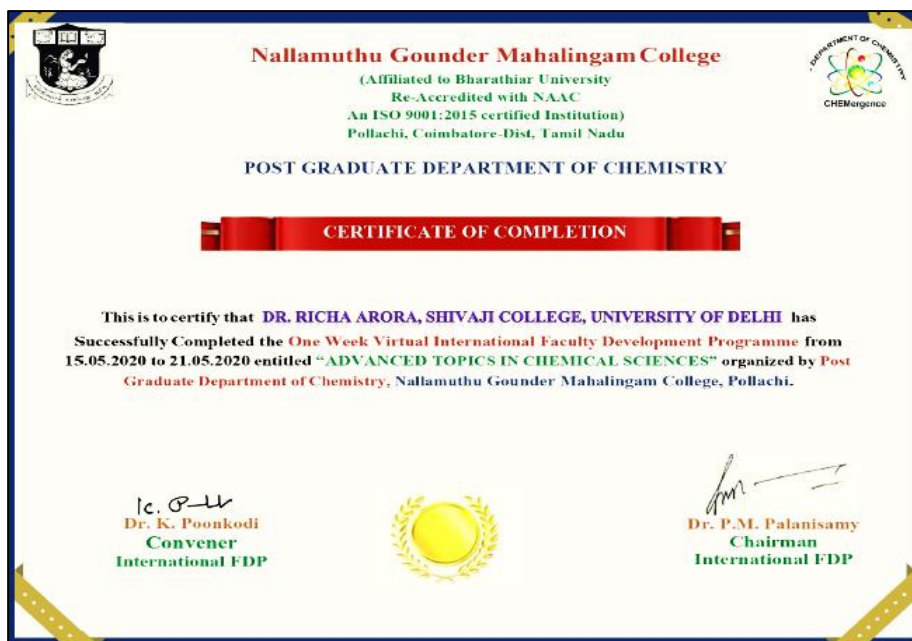 Nallamuthu Gounder Mahalingam College
(Affiliated to Bharathiar University
Re-Accredited with NAAC
An ISO 9001:2015 certified Institution)
Pollachi, Coimbatore-Dist, Tamil Nadu
DEPARTMENT OF CHEMISTRY
CHEMergence
POST GRADUATE DEPARTMENT OF CHEMISTRY
CERTIFICATE OF COMPLETION
This is to certify that DR. RICHA ARORA, SHIVAJI COLLEGE, UNIVERSITY OF DELHI has
Successfully Completed the One Week Virtual International Faculty Development Programme from
15.05.2020 to 21.05.2020 entitled “ADVANCED TOPICS IN CHEMICAL SCIENCES” organized by Post
Graduate Department of Chemistry, Nallamuthu Gounder Mahalingam College, Pollachi.
Dr. K. Poonkodi
Convener
International FDP
Dr. P.M. Palanisamy
Chairman
International FDP